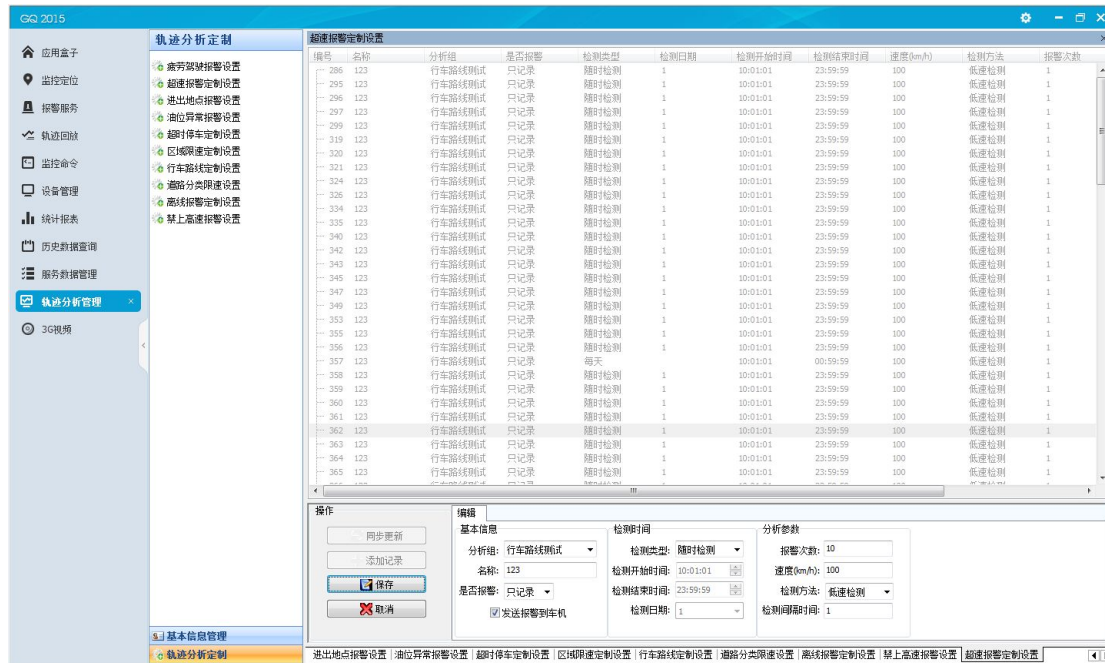 GQ 2015
应用盒子
监控定位
报警服务
轨迹回放
监控命令
设备管理
统计报表
历史数据查询
服务数据管理
轨迹分析管理 ×
3G视频
轨迹分析定制
疲劳驾驶报警设置
超速报警定制设置
进出地点报警设置
油位异常报警设置
超时停车定制设置
区域限速定制设置
行车路线定制设置
道路分类限速设置
离线报警定制设置
禁上高速报警设置
基本信息管理
轨迹分析定制
超速报警定制设置
编号 名称 分析组 是否报警 检测类型 检测日期 检测开始时间 检测结束时间 速度(km/h) 检测方法 报警次数
286 123 行车路线测试 只记录 随时检测 1 10:01:01 23:59:59 100 低速检测 1
295 123 行车路线测试 只记录 随时检测 1 10:01:01 23:59:59 100 低速检测 1
296 123 行车路线测试 只记录 随时检测 1 10:01:01 23:59:59 100 低速检测 1
297 123 行车路线测试 只记录 随时检测 1 10:01:01 23:59:59 100 低速检测 1
299 123 行车路线测试 只记录 随时检测 1 10:01:01 23:59:59 100 低速检测 1
319 123 行车路线测试 只记录 随时检测 1 10:01:01 23:59:59 100 低速检测 1
320 123 行车路线测试 只记录 随时检测 1 10:01:01 23:59:59 100 低速检测 1
321 123 行车路线测试 只记录 随时检测 1 10:01:01 23:59:59 100 低速检测 1
324 123 行车路线测试 只记录 随时检测 1 10:01:01 23:59:59 100 低速检测 1
326 123 行车路线测试 只记录 随时检测 1 10:01:01 23:59:59 100 低速检测 1
334 123 行车路线测试 只记录 随时检测 1 10:01:01 23:59:59 100 低速检测 1
335 123 行车路线测试 只记录 随时检测 1 10:01:01 23:59:59 100 低速检测 1
340 123 行车路线测试 只记录 随时检测 1 10:01:01 23:59:59 100 低速检测 1
342 123 行车路线测试 只记录 随时检测 1 10:01:01 23:59:59 100 低速检测 1
343 123 行车路线测试 只记录 随时检测 1 10:01:01 23:59:59 100 低速检测 1
345 123 行车路线测试 只记录 随时检测 1 10:01:01 23:59:59 100 低速检测 1
347 123 行车路线测试 只记录 随时检测 1 10:01:01 23:59:59 100 低速检测 1
349 123 行车路线测试 只记录 随时检测 1 10:01:01 23:59:59 100 低速检测 1
353 123 行车路线测试 只记录 随时检测 1 10:01:01 23:59:59 100 低速检测 1
355 123 行车路线测试 只记录 随时检测 1 10:01:01 23:59:59 100 低速检测 1
356 123 行车路线测试 只记录 随时检测 1 10:01:01 23:59:59 100 低速检测 1
357 123 行车路线测试 只记录 每天 10:01:01 00:59:59 100 低速检测 1
358 123 行车路线测试 只记录 随时检测 1 10:01:01 23:59:59 100 低速检测 1
359 123 行车路线测试 只记录 随时检测 1 10:01:01 23:59:59 100 低速检测 1
360 123 行车路线测试 只记录 随时检测 1 10:01:01 23:59:59 100 低速检测 1
361 123 行车路线测试 只记录 随时检测 1 10:01:01 23:59:59 100 低速检测 1
362 123 行车路线测试 只记录 随时检测 1 10:01:01 23:59:59 100 低速检测 1
363 123 行车路线测试 只记录 随时检测 1 10:01:01 23:59:59 100 低速检测 1
364 123 行车路线测试 只记录 随时检测 1 10:01:01 23:59:59 100 低速检测 1
365 123 行车路线测试 只记录 随时检测 1 10:01:01 23:59:59 100 低速检测 1
操作
同步更新
添加记录
保存
取消
编辑
基本信息
分析组: 行车路线测试
名称: 123
是否报警: 只记录
发送报警到车机
检测时间
检测类型: 随时检测
检测开始时间: 10:01:01
检测结束时间: 23:59:59
检测日期: 1
分析参数
报警次数: 10
速度(km/h): 100
检测方法: 低速检测
检测间隔时间: 1
进出地点报警设置 油位异常报警设置 超时停车定制设置 区域限速定制设置 行车路线定制设置 道路分类限速设置 离线报警定制设置 禁上高速报警设置 超速报警定制设置